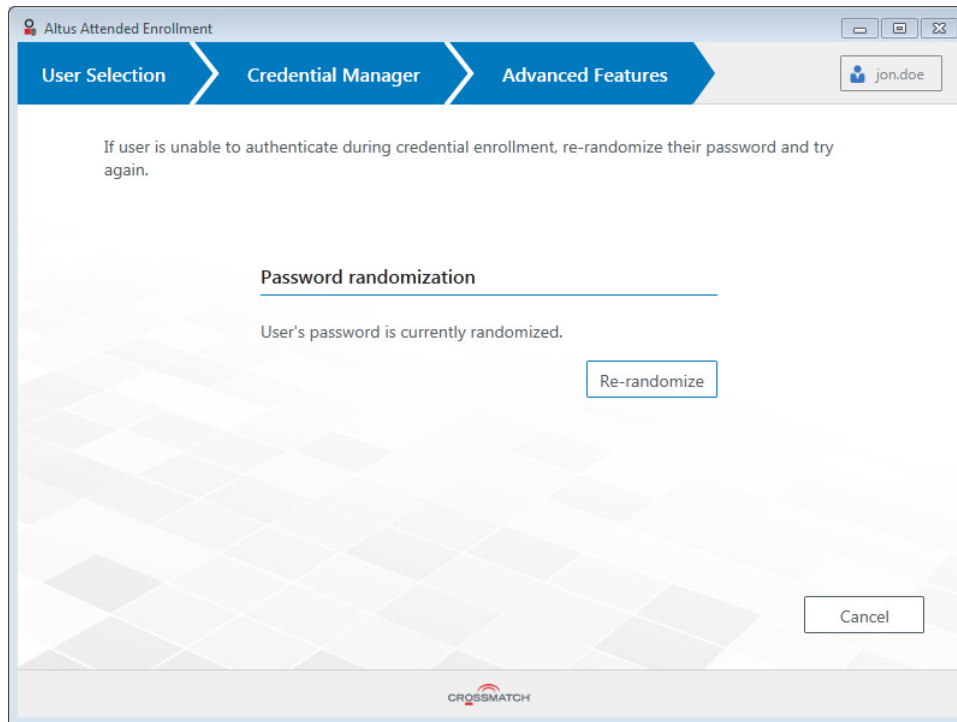 Altus Attended Enrollment
User Selection
Credential Manager
Advanced Features
jon.doe
If user is unable to authenticate during credential enrollment, re-randomize their password and try
again.
Password randomization
User's password is currently randomized.
Re-randomize
Cancel
CROSSMATCH